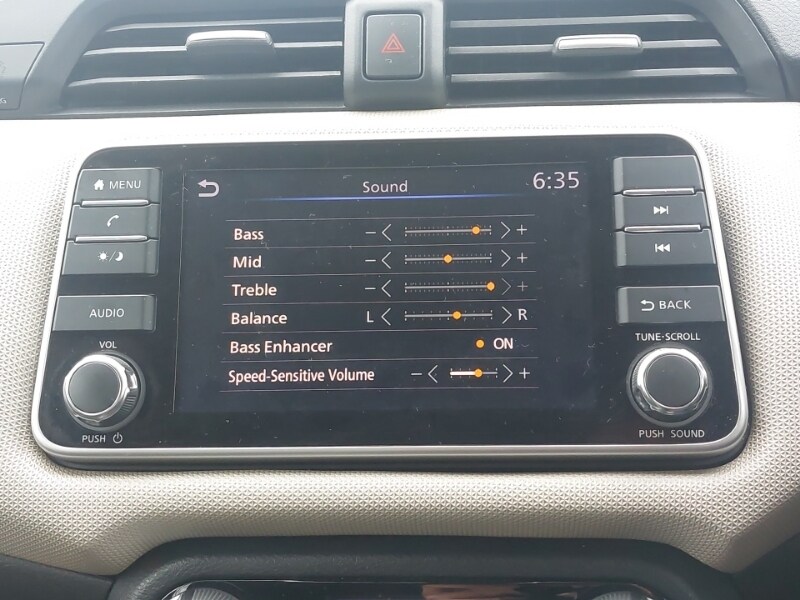 MENU
Sound 6:35
Bass - +
Mid - +
Treble - +
Balance L R
Bass Enhancer ON
Speed-Sensitive Volume - +
AUDIO
BACK
VOL
TUNE·SCROLL
PUSH
PUSH SOUND